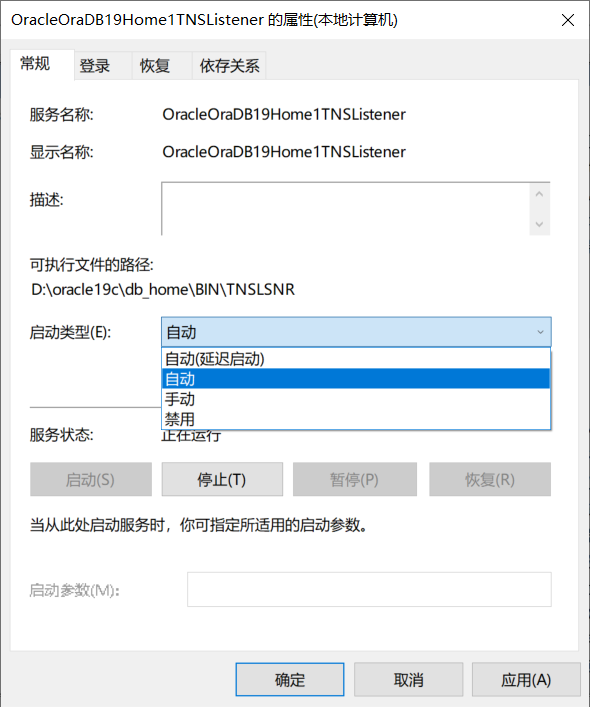 OracleOraDB19Home1TNSListener 的属性(本地计算机)
常规 登录 恢复 依存关系
服务名称: OracleOraDB19Home1TNSListener
显示名称: OracleOraDB19Home1TNSListener
描述:
可执行文件的路径:
D:\oracle19c\db_home\BIN\TNSLSNR
启动类型(E): 自动
自动(延迟启动)
自动
手动
禁用
服务状态: 正在运行
启动(S) 停止(T) 暂停(P) 恢复(R)
当从此处启动服务时，你可指定所适用的启动参数。
启动参数(M):
确定 取消 应用(A)